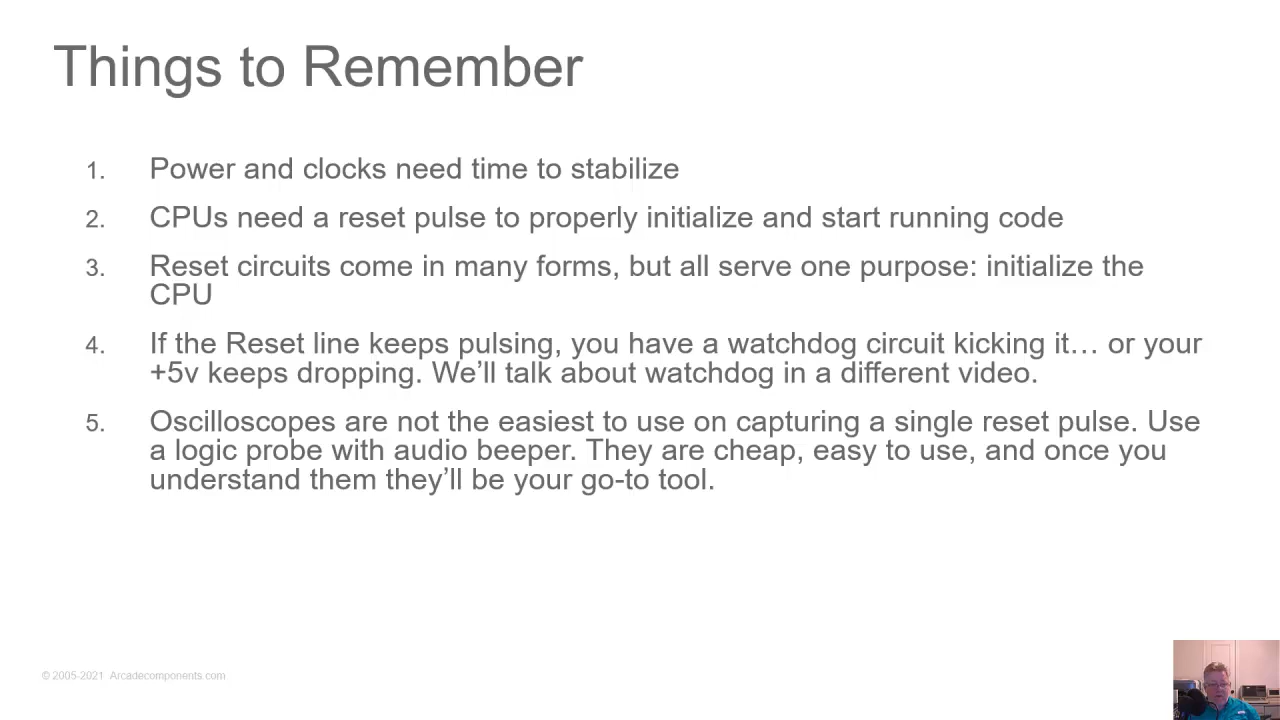 Things to Remember
1. Power and clocks need time to stabilize
2. CPUs need a reset pulse to properly initialize and start running code
3. Reset circuits come in many forms, but all serve one purpose: initialize the
CPU
4. If the Reset line keeps pulsing, you have a watchdog circuit kicking it… or your
+5v keeps dropping. We’ll talk about watchdog in a different video.
5. Oscilloscopes are not the easiest to use on capturing a single reset pulse. Use
a logic probe with audio beeper. They are cheap, easy to use, and once you
understand them they’ll be your go-to tool.
© 2005-2021 Arcadecomponents.com